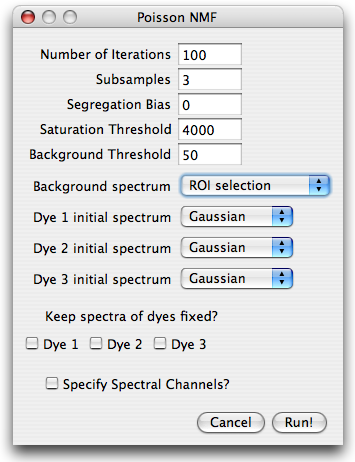 Poisson NMF
Number of Iterations 100
Subsamples 3
Segregation Bias 0
Saturation Threshold 4000
Background Threshold 50
Background spectrum ROI selection
Dye 1 initial spectrum Gaussian
Dye 2 initial spectrum Gaussian
Dye 3 initial spectrum Gaussian
Keep spectra of dyes fixed?
Dye 1 Dye 2 Dye 3
Specify Spectral Channels?
Cancel Run!